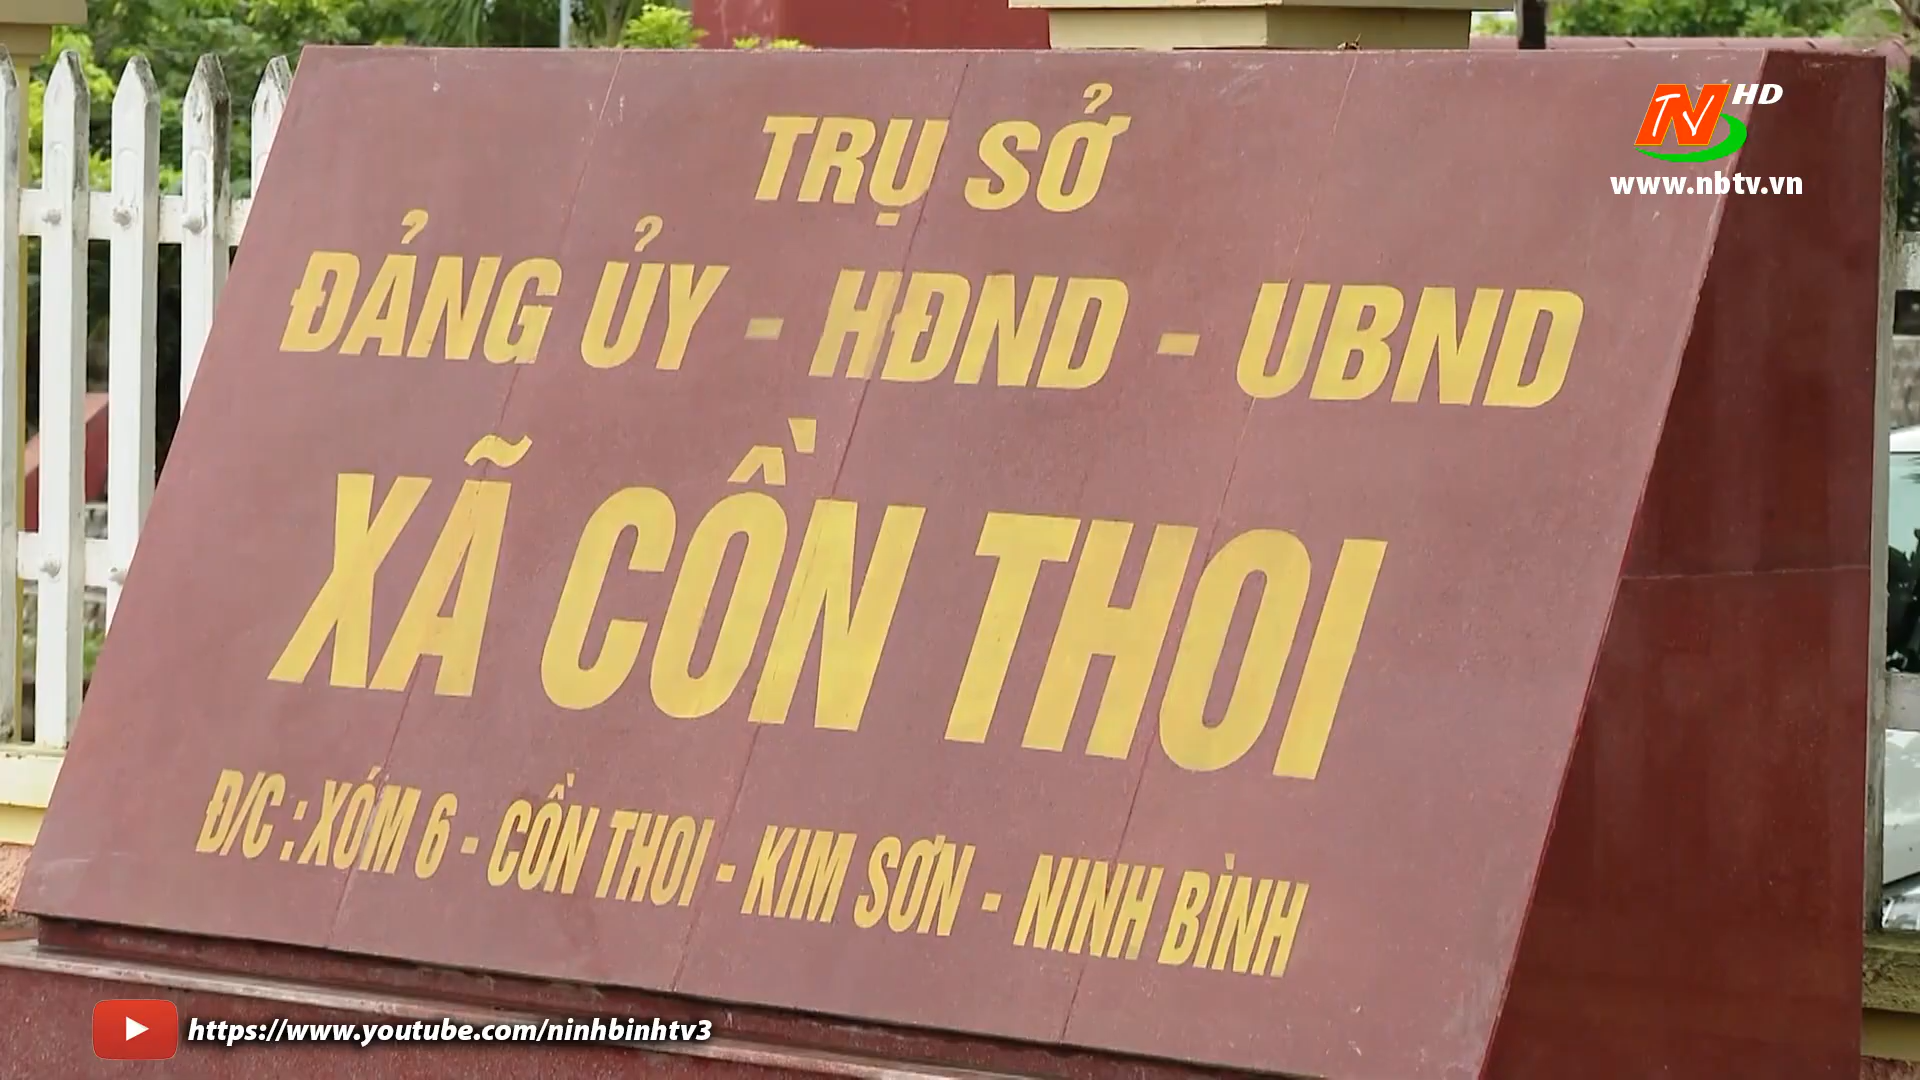 TRỤ SỞ
ĐẢNG ỦY - HĐND - UBND
XÃ CỒN THOI
Đ/C : XÓM 6 - CỒN THOI - KIM SƠN - NINH BÌNH
NTV HD
www.nbtv.vn
https://www.youtube.com/ninhbinhtv3